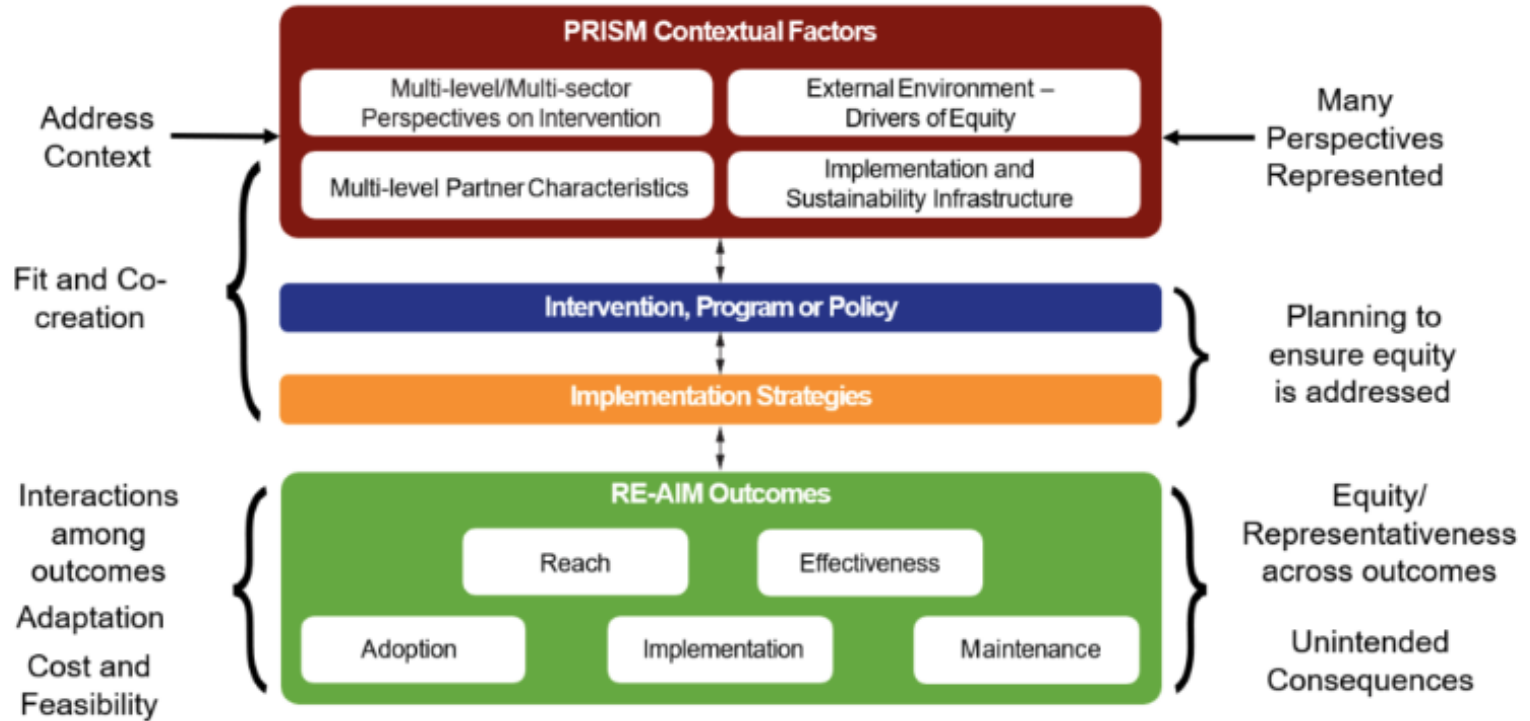 PRISM Contextual Factors
Multi-level/Multi-sector
Perspectives on Intervention
External Environment –
Drivers of Equity
Multi-level Partner Characteristics
Implementation and
Sustainability Infrastructure
Address
Context
Many
Perspectives
Represented
Fit and Co-
creation
Intervention, Program or Policy
Implementation Strategies
Planning to
ensure equity
is addressed
RE-AIM Outcomes
Reach
Effectiveness
Adoption
Implementation
Maintenance
Interactions
among
outcomes
Adaptation
Cost and
Feasibility
Equity/
Representativeness
across outcomes
Unintended
Consequences